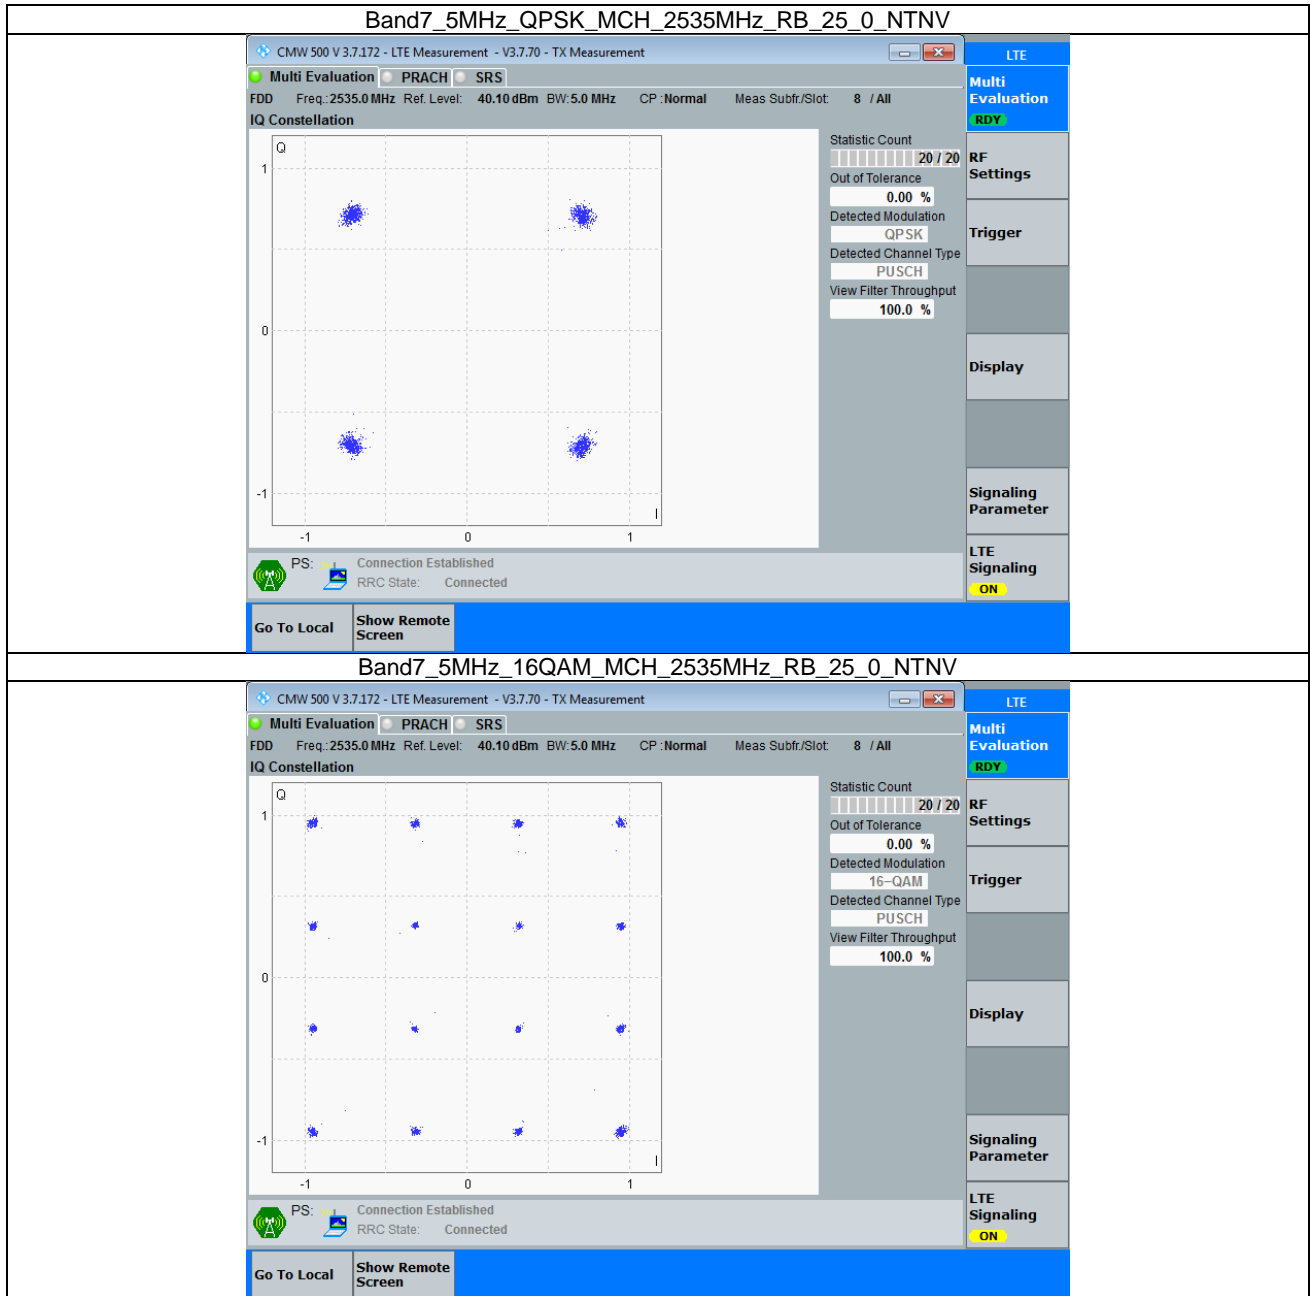 Band7_5MHz_QPSK_MCH_2535MHz_RB_25_0_NTNV
CMW 500 V 3.7.172 - LTE Measurement - V3.7.70 - TX Measurement
LTE
Multi Evaluation PRACH SRS
FDD Freq.: 2535.0 MHz Ref. Level: 40.10 dBm BW: 5.0 MHz CP : Normal Meas Subfr./Slot: 8 / All
IQ Constellation
Q
1
0
-1
I
-1 0 1
Statistic Count
20 / 20
Out of Tolerance
0.00 %
Detected Modulation
QPSK
Detected Channel Type
PUSCH
View Filter Throughput
100.0 %
Multi
Evaluation
RDY
RF
Settings
Trigger
Display
Signaling
Parameter
LTE
Signaling
ON
PS: Connection Established
RRC State: Connected
Go To Local
Show Remote
Screen
Band7_5MHz_16QAM_MCH_2535MHz_RB_25_0_NTNV
CMW 500 V 3.7.172 - LTE Measurement - V3.7.70 - TX Measurement
LTE
Multi Evaluation PRACH SRS
FDD Freq.: 2535.0 MHz Ref. Level: 40.10 dBm BW: 5.0 MHz CP : Normal Meas Subfr./Slot: 8 / All
IQ Constellation
Q
1
0
-1
I
-1 0 1
Statistic Count
20 / 20
Out of Tolerance
0.00 %
Detected Modulation
16-QAM
Detected Channel Type
PUSCH
View Filter Throughput
100.0 %
Multi
Evaluation
RDY
RF
Settings
Trigger
Display
Signaling
Parameter
LTE
Signaling
ON
PS: Connection Established
RRC State: Connected
Go To Local
Show Remote
Screen